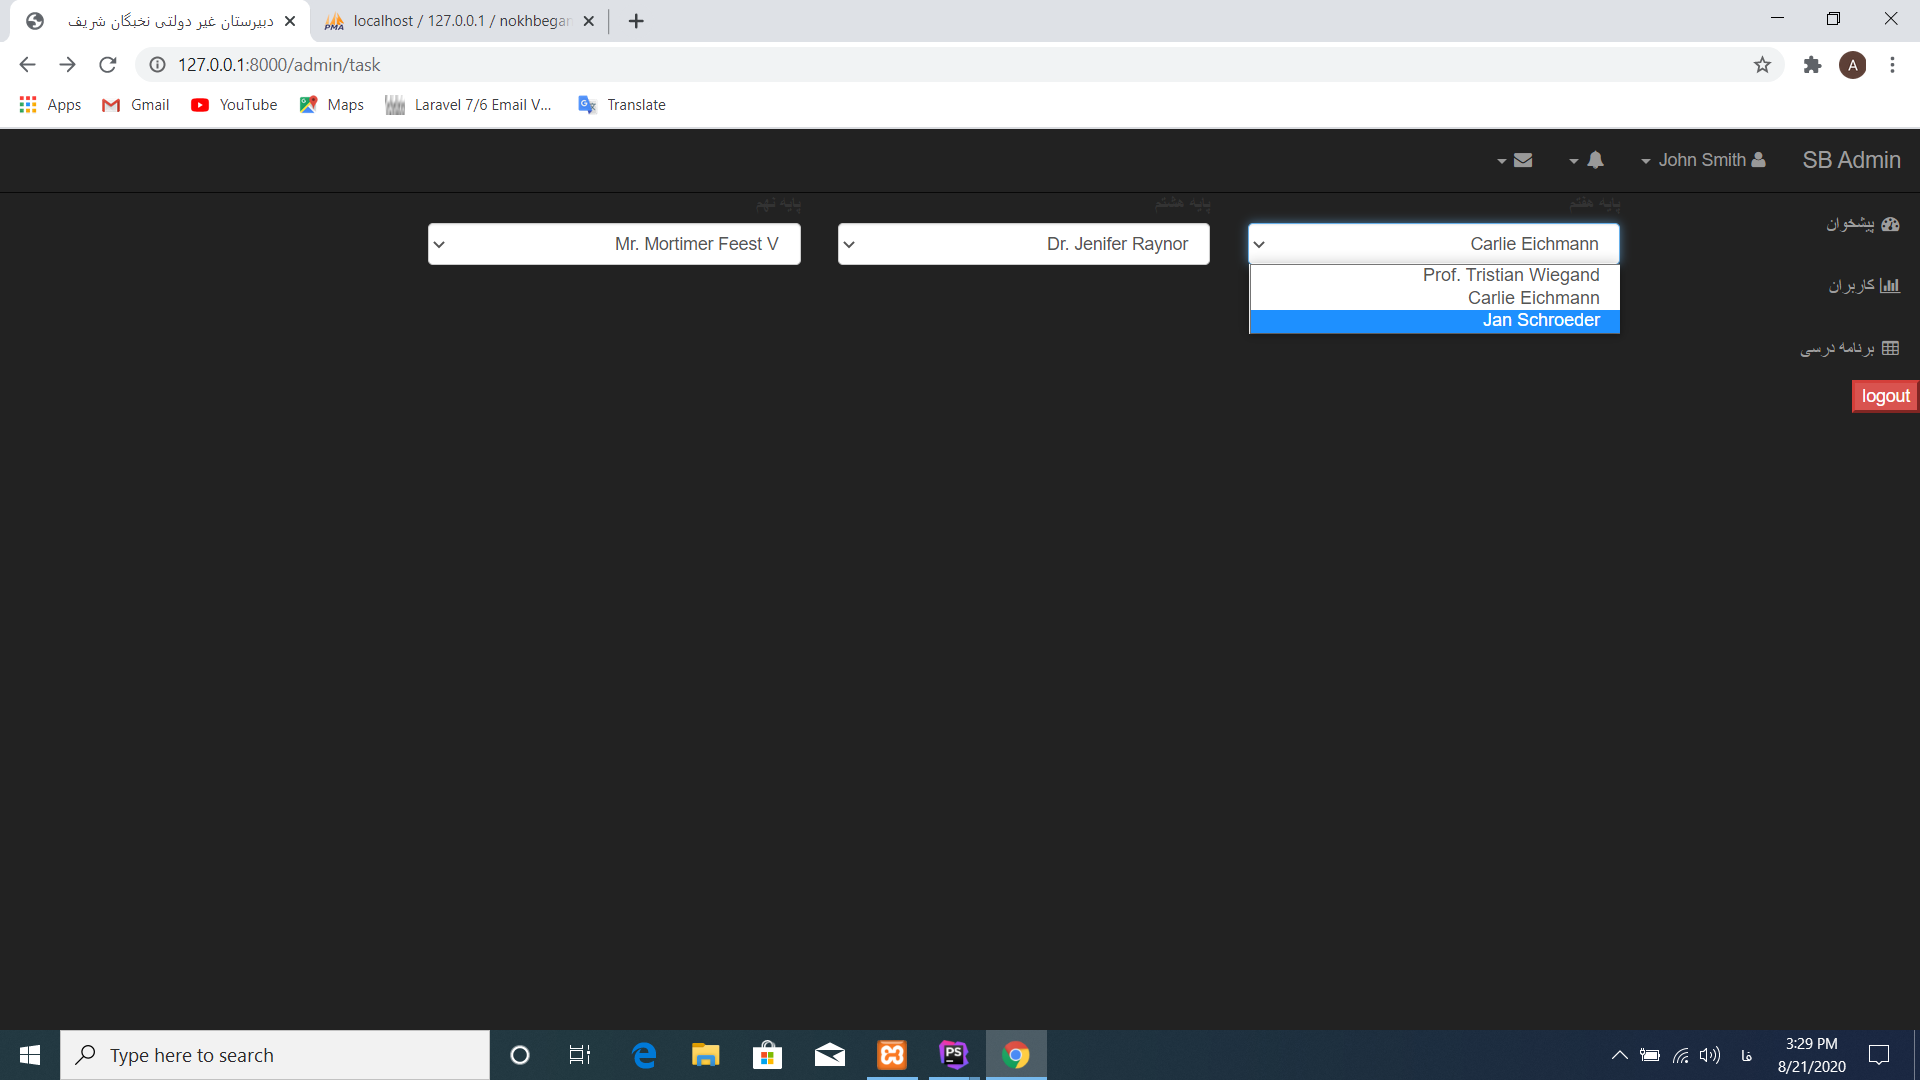 دبیرستان غیر دولتی نخبگان شریف
localhost / 127.0.0.1 / nokhbegan
127.0.0.1:8000/admin/task
A
Apps
Gmail
YouTube
Maps
Laravel 7/6 Email V...
Translate
SB Admin
John Smith
پایه هفتم
پایه هشتم
پایه نهم
Carlie Eichmann
Dr. Jenifer Raynor
Mr. Mortimer Feest V
Prof. Tristian Wiegand
Carlie Eichmann
Jan Schroeder
پیشخوان
کاربران
برنامه درسی
logout
Type here to search
فا
3:29 PM
8/21/2020